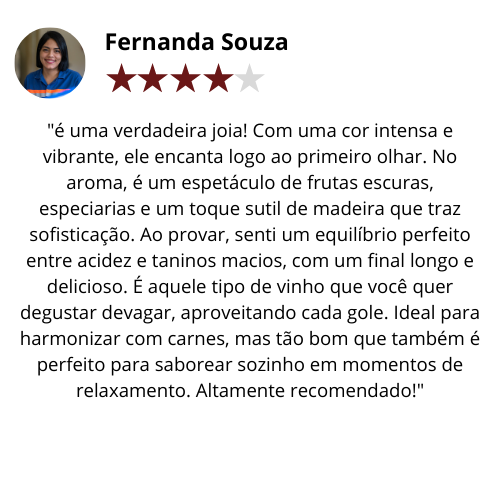 Fernanda Souza
"é uma verdadeira joia! Com uma cor intensa e
vibrante, ele encanta logo ao primeiro olhar. No
aroma, é um espetáculo de frutas escuras,
especiarias e um toque sutil de madeira que traz
sofisticação. Ao provar, senti um equilíbrio perfeito
entre acidez e taninos macios, com um final longo e
delicioso. É aquele tipo de vinho que você quer
degustar devagar, aproveitando cada gole. Ideal para
harmonizar com carnes, mas tão bom que também é
perfeito para saborear sozinho em momentos de
relaxamento. Altamente recomendado!"